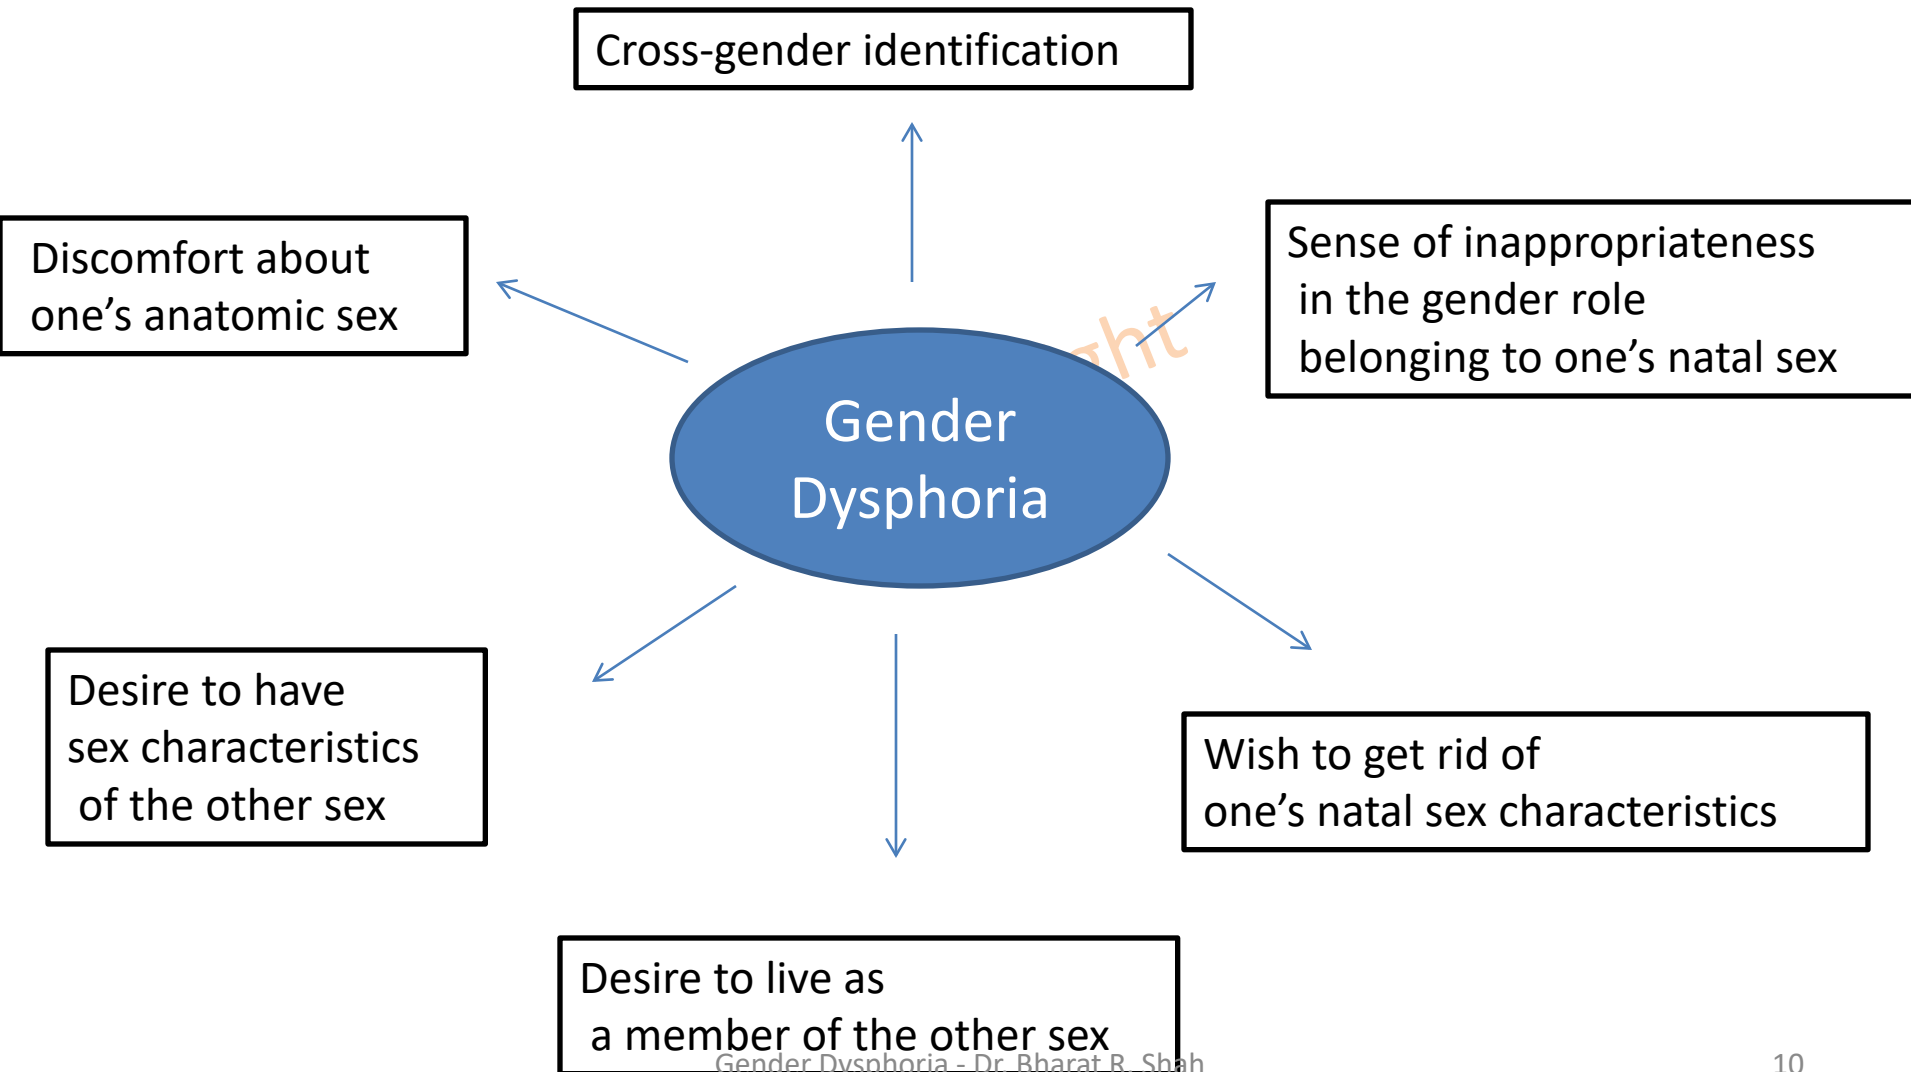 Cross-gender identification
Discomfort about
one’s anatomic sex
Sense of inappropriateness
in the gender role
belonging to one’s natal sex
Gender
Dysphoria
Desire to have
sex characteristics
of the other sex
Wish to get rid of
one’s natal sex characteristics
Desire to live as
a member of the other sex
Gender Dysphoria - Dr. Bharat R. Shah
10